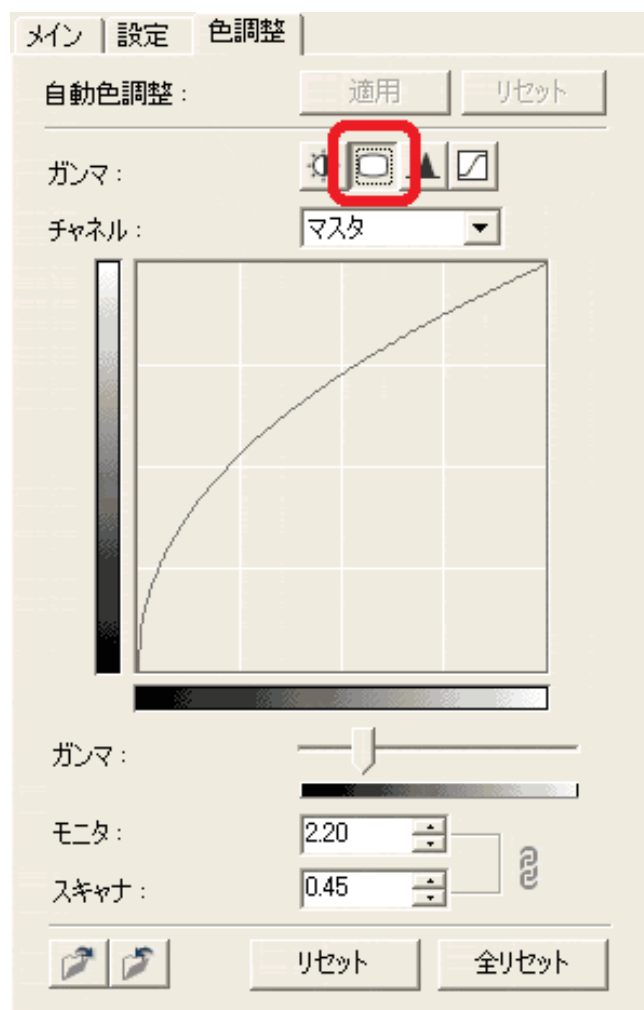 メイン 設定 色調整
自動色調整： 適用 リセット
ガンマ：
チャネル： マスタ
ガンマ：
モニタ： 2.20
スキャナ： 0.45
リセット 全リセット